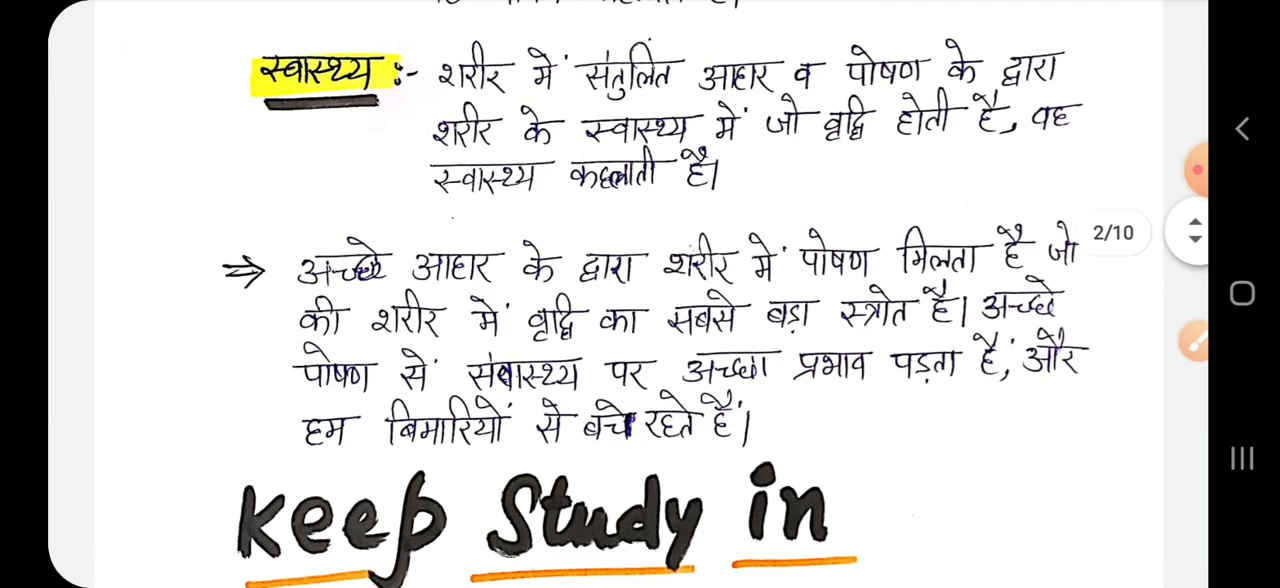 स्वास्थ्य :- शरीर में संतुलित आहार व पोषण के द्वारा
शरीर के स्वास्थ्य में जो वृद्धि होती है, वह
स्वास्थ्य कहलाती है।
2/10
⇒ अच्छे आहार के द्वारा शरीर में पोषण मिलता है जो
की शरीर में वृद्धि का सबसे बड़ा स्त्रोत है। अच्छे
पोषण सें संवास्थ्य पर अच्छा प्रभाव पड़ता हैं, और
हम बिमारियों से बचे रहते हैं।
Keep Study in